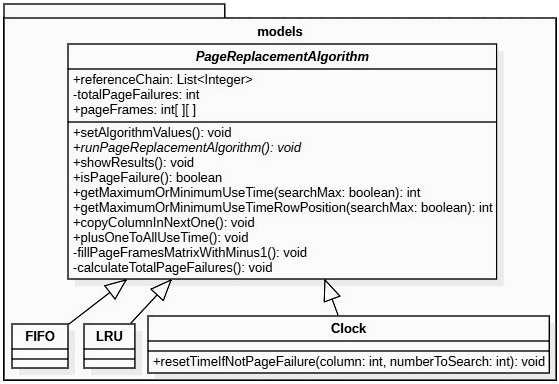 models
PageReplacementAlgorithm
+referenceChain: List<Integer>
-totalPageFailures: int
+pageFrames: int[ ][ ]
+setAlgorithmValues(): void
+runPageReplacementAlgorithm(): void
+showResults(): void
+isPageFailure(): boolean
+getMaximumOrMinimumUseTime(searchMax: boolean): int
+getMaximumOrMinimumUseTimeRowPosition(searchMax: boolean): int
+copyColumnInNextOne(): void
+plusOneToAllUseTime(): void
-fillPageFramesMatrixWithMinus1(): void
-calculateTotalPageFailures(): void
FIFO
LRU
Clock
+resetTimeIfNotPageFailure(column: int, numberToSearch: int): void